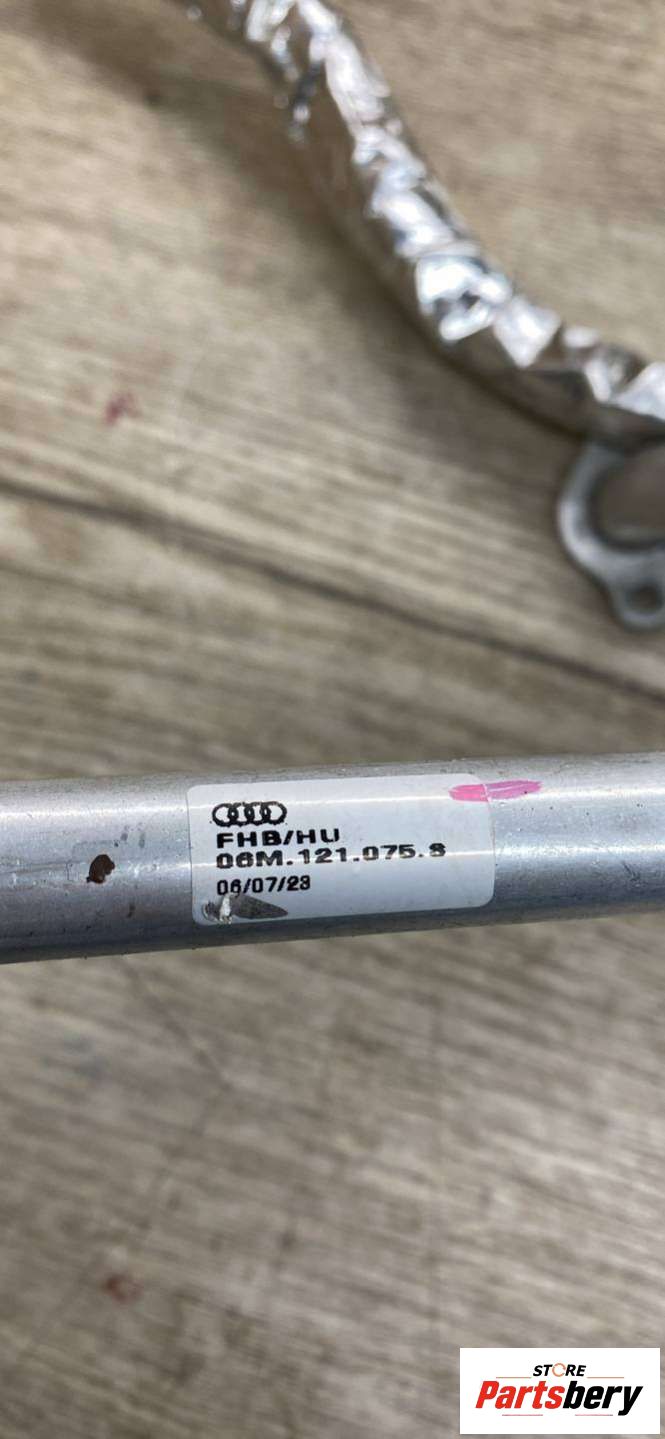 FHB/HU
06M.121.075.S
06/07/23
STORE
Partsbery